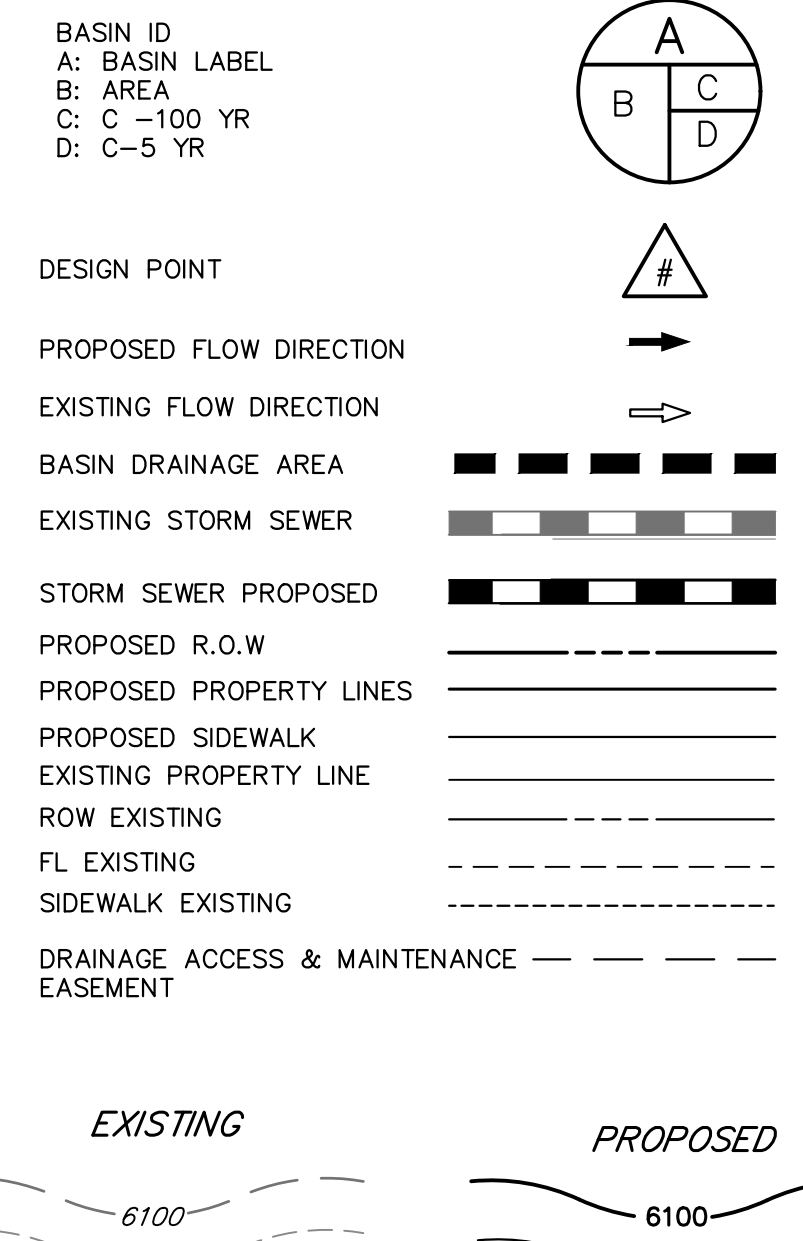 BASIN ID
A: BASIN LABEL
B: AREA
C: C -100 YR
D: C-5 YR
A
B
C
D
DESIGN POINT
#
PROPOSED FLOW DIRECTION
EXISTING FLOW DIRECTION
BASIN DRAINAGE AREA
EXISTING STORM SEWER
STORM SEWER PROPOSED
PROPOSED R.O.W
PROPOSED PROPERTY LINES
PROPOSED SIDEWALK
EXISTING PROPERTY LINE
ROW EXISTING
FL EXISTING
SIDEWALK EXISTING
DRAINAGE ACCESS & MAINTENANCE
EASEMENT
EXISTING
PROPOSED
6100
6100